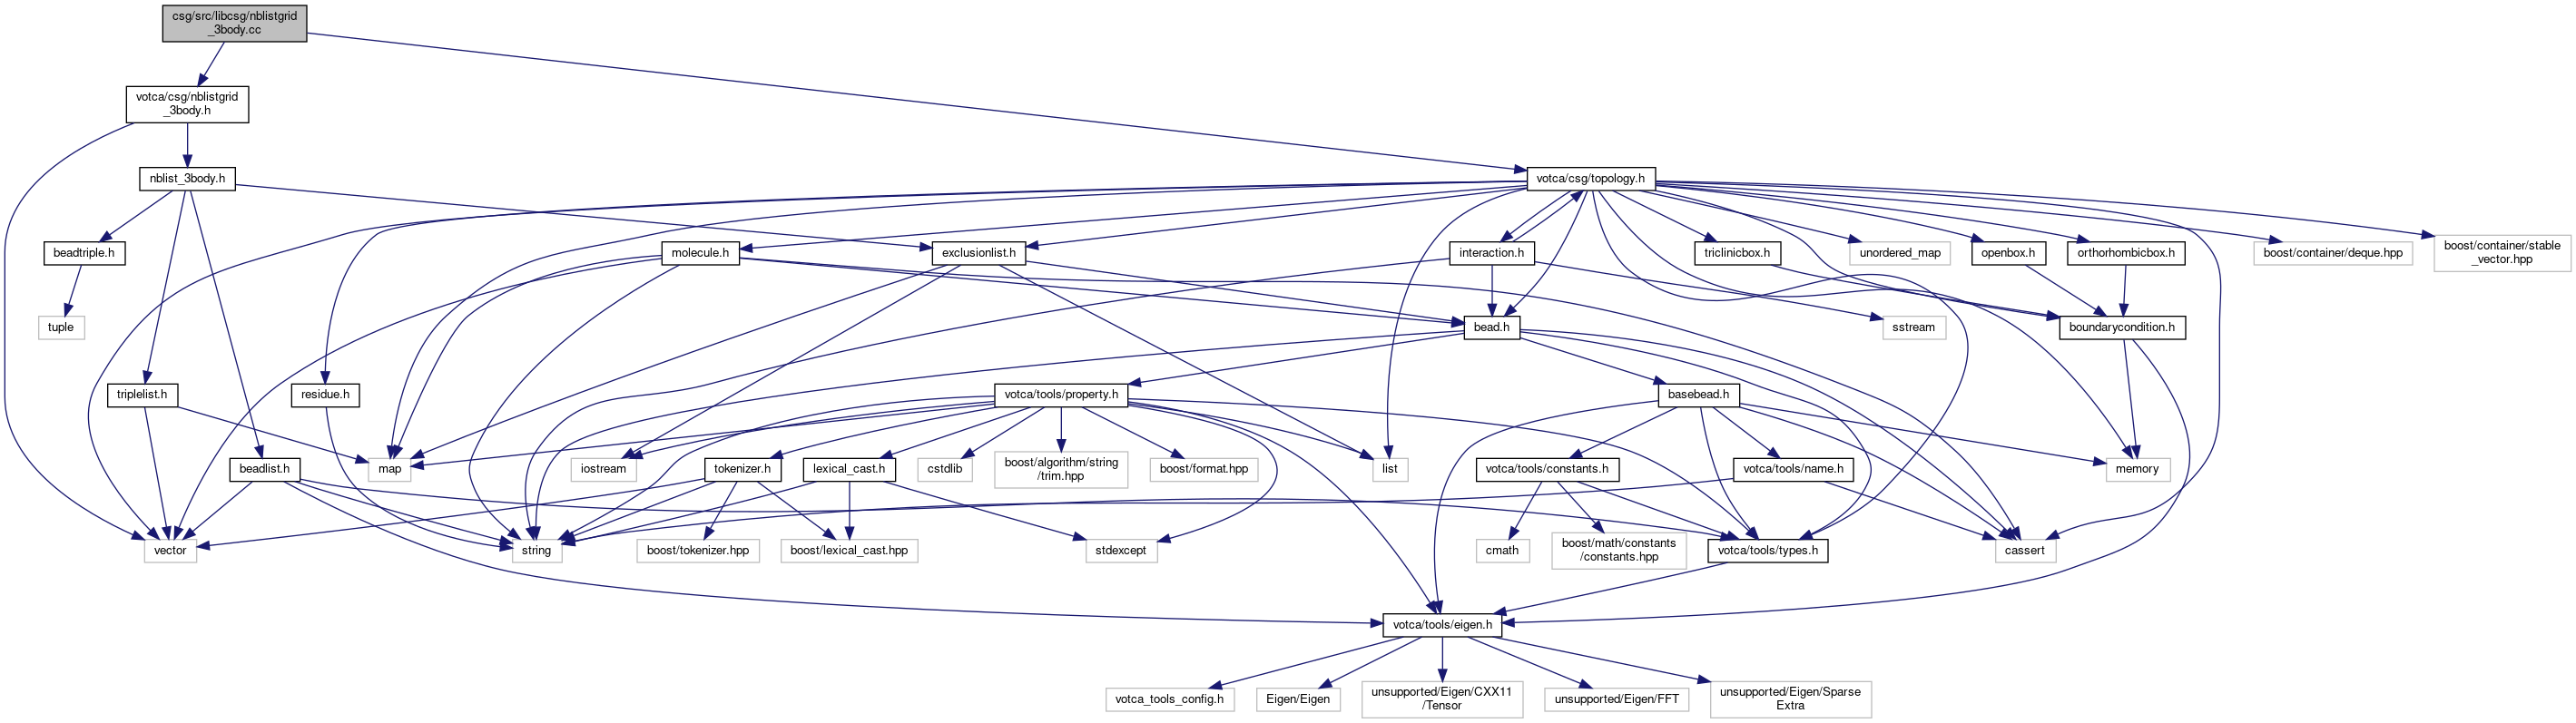 csg/src/libcsg/nblistgrid
_3body.cc
votca/csg/nblistgrid
_3body.h
nblist_3body.h
votca/csg/topology.h
beadtriple.h
molecule.h
exclusionlist.h
interaction.h
triclinicbox.h
unordered_map
openbox.h
orthorhombicbox.h
boost/container/deque.hpp
boost/container/stable
_vector.hpp
tuple
bead.h
sstream
boundarycondition.h
triplelist.h
residue.h
votca/tools/property.h
basebead.h
beadlist.h
map
iostream
tokenizer.h
lexical_cast.h
cstdlib
boost/algorithm/string
/trim.hpp
boost/format.hpp
list
votca/tools/constants.h
votca/tools/name.h
memory
vector
string
boost/tokenizer.hpp
boost/lexical_cast.hpp
stdexcept
cmath
boost/math/constants
/constants.hpp
votca/tools/types.h
cassert
votca/tools/eigen.h
votca_tools_config.h
Eigen/Eigen
unsupported/Eigen/CXX11
/Tensor
unsupported/Eigen/FFT
unsupported/Eigen/Sparse
Extra